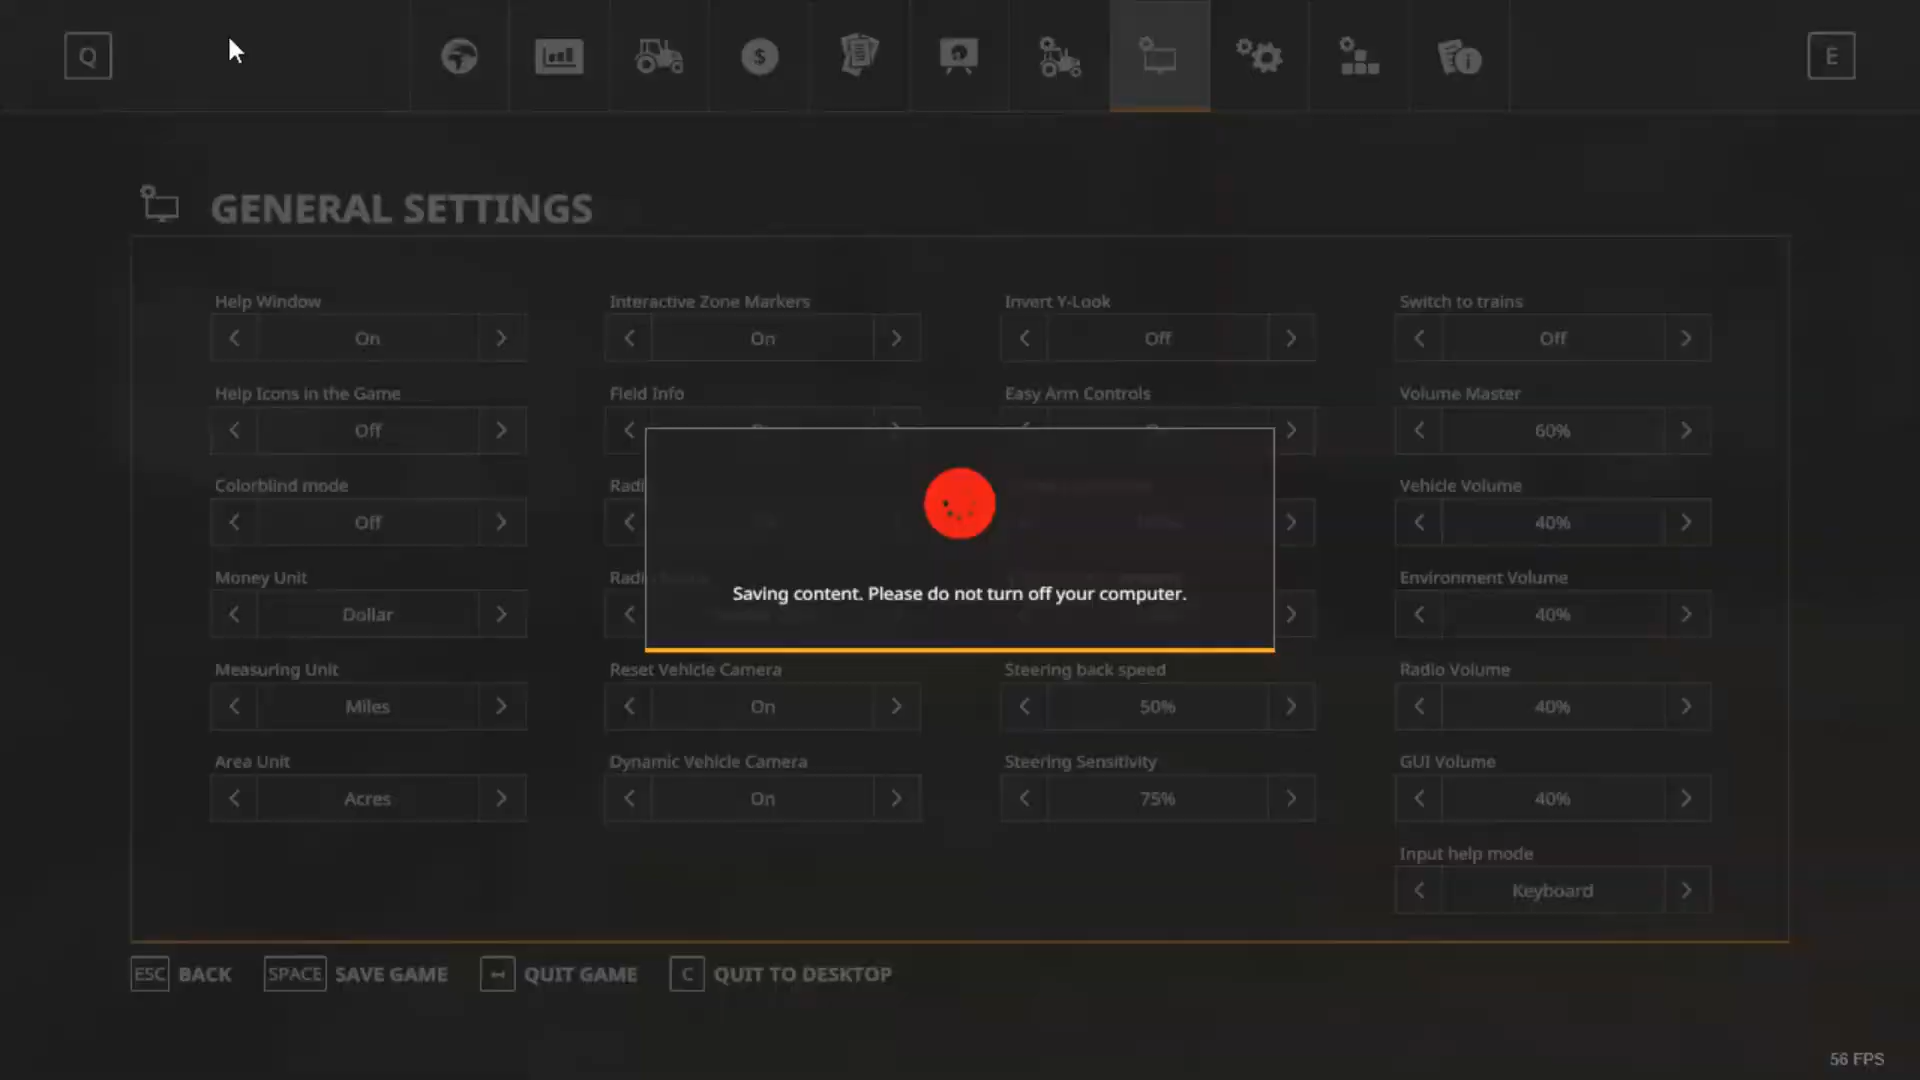 Q
$
E
GENERAL SETTINGS
Help Window
Interactive Zone Markers
Invert Y-Look
Switch to trains
On
On
Off
Off
Help Icons in the Game
Field Info
Easy Arm Controls
Volume Master
Off
60%
Colorblind mode
Radi
Vehicle Volume
Off
40%
Money Unit
Radi
Environment Volume
Saving content. Please do not turn off your computer.
Dollar
40%
Measuring Unit
Reset Vehicle Camera
Steering back speed
Radio Volume
Miles
On
50%
40%
Area Unit
Dynamic Vehicle Camera
Steering Sensitivity
GUI Volume
Acres
On
75%
40%
Input help mode
Keyboard
ESC BACK SPACE SAVE GAME QUIT GAME C QUIT TO DESKTOP
56 FPS